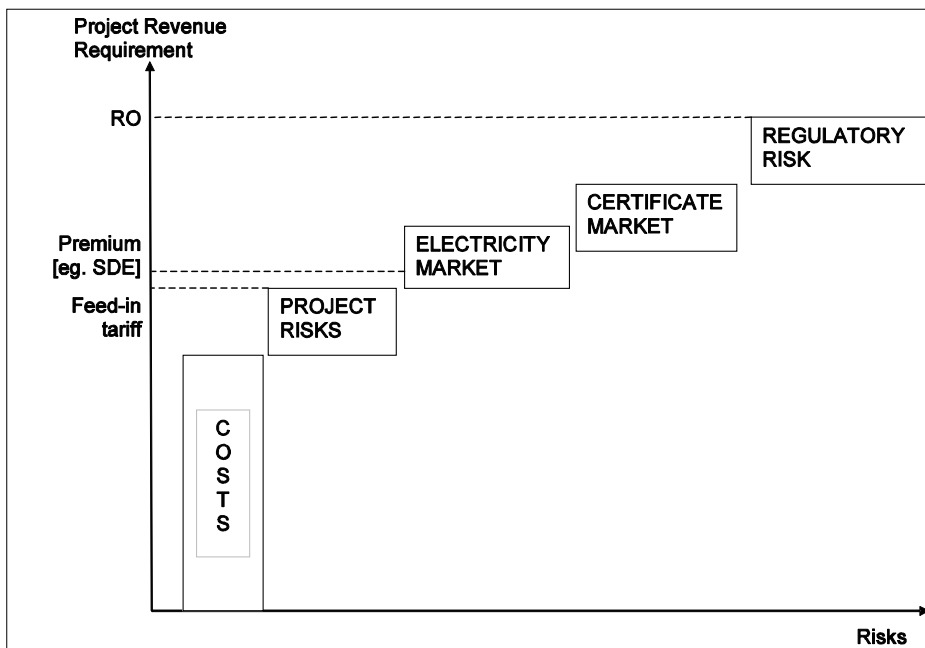 Project Revenue
Requirement
RO
REGULATORY
RISK
CERTIFICATE
MARKET
Premium
[eg. SDE]
ELECTRICITY
MARKET
Feed-in
tariff
PROJECT
RISKS
C
O
S
T
S
Risks